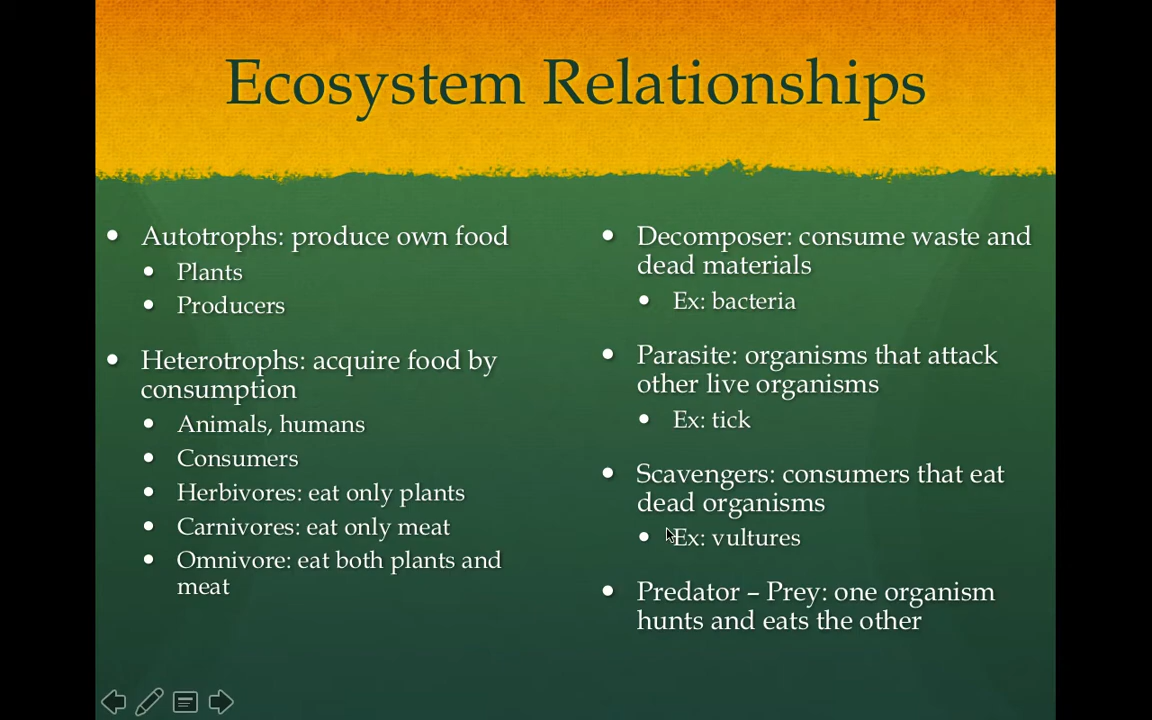 Ecosystem Relationships
• Autotrophs: produce own food
• Plants
• Producers
• Heterotrophs: acquire food by
consumption
• Animals, humans
• Consumers
• Herbivores: eat only plants
• Carnivores: eat only meat
• Omnivore: eat both plants and
meat
• Decomposer: consume waste and
dead materials
• Ex: bacteria
• Parasite: organisms that attack
other live organisms
• Ex: tick
• Scavengers: consumers that eat
dead organisms
• Ex: vultures
• Predator – Prey: one organism
hunts and eats the other